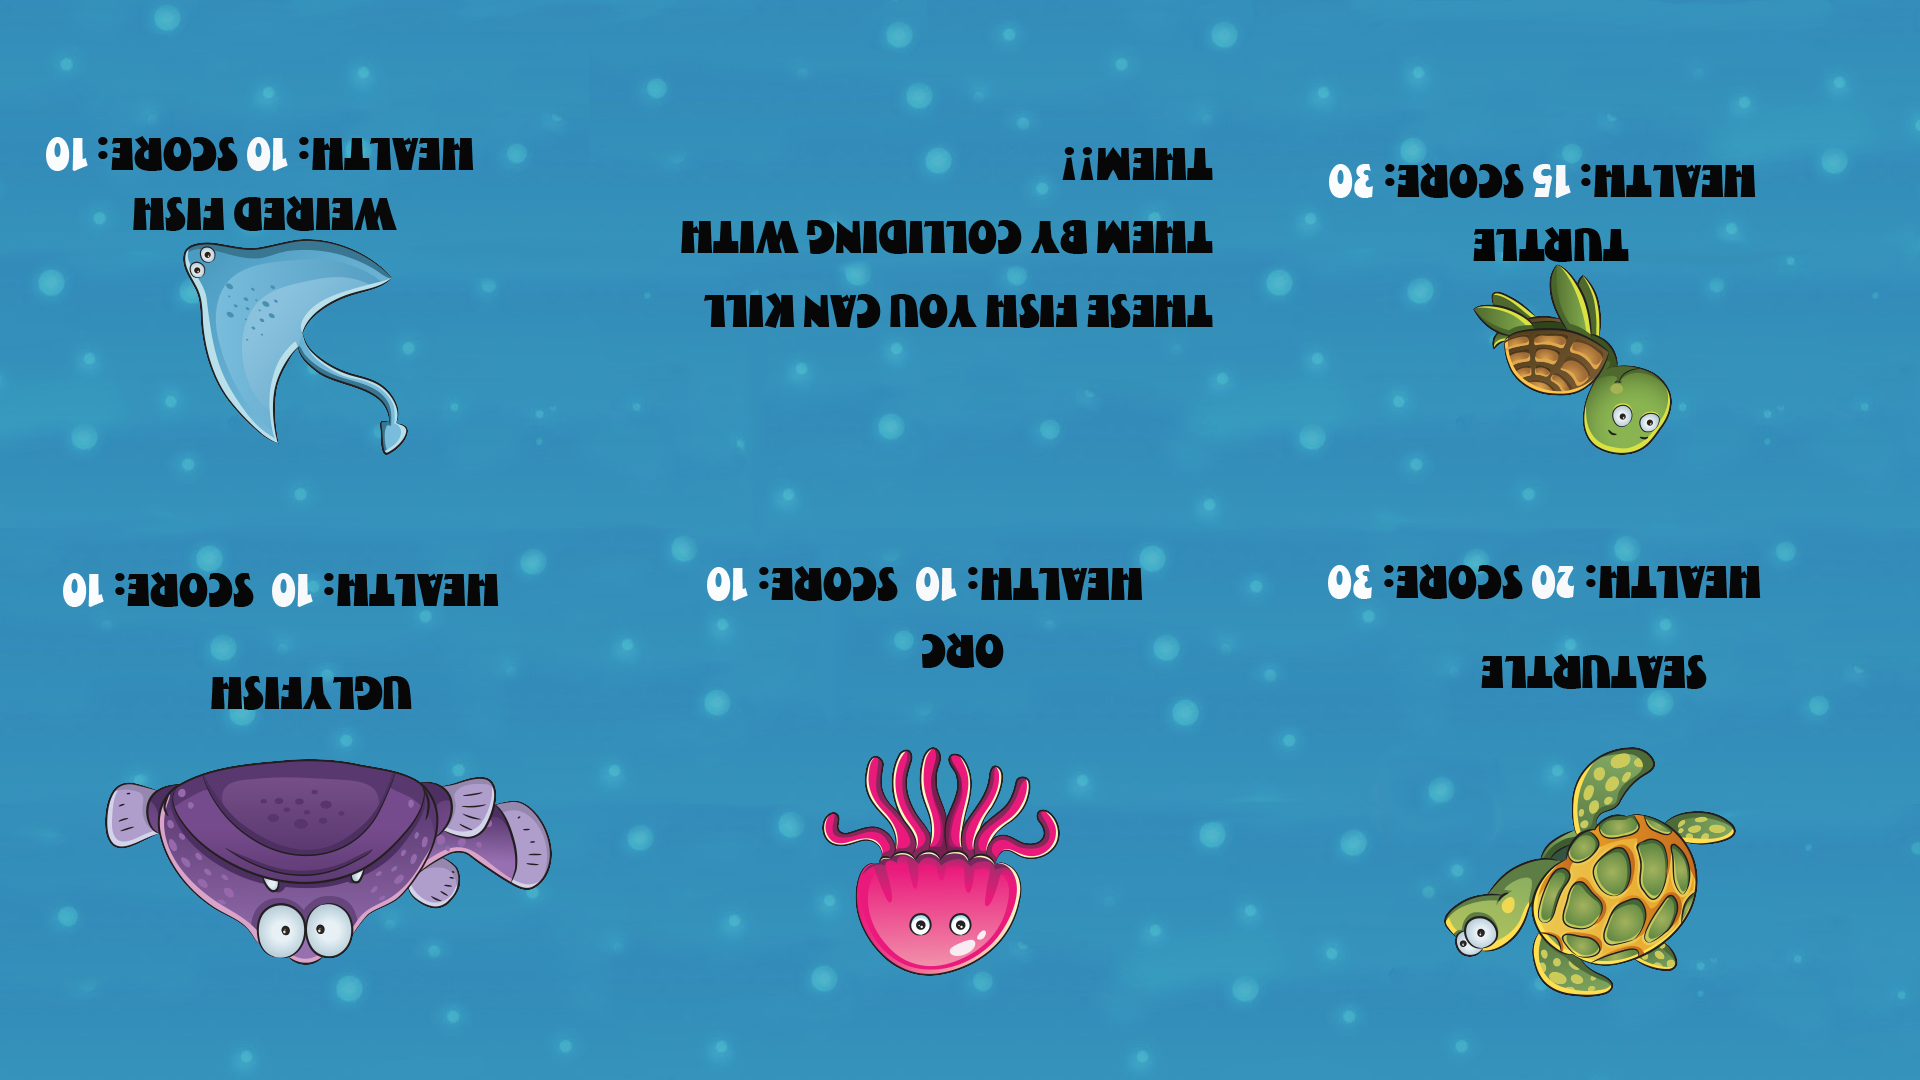 SEATURTLE
HEALTH: 20 SCORE: 30
ORC
HEALTH: 10 SCORE: 10
UGLYFISH
HEALTH: 10 SCORE: 10
TURTLE
HEALTH: 15 SCORE: 30
THESE FISH YOU CAN KILL
THEM BY COLLIDING WITH
THEM!!
WEIRED FISH
HEALTH: 10 SCORE: 10